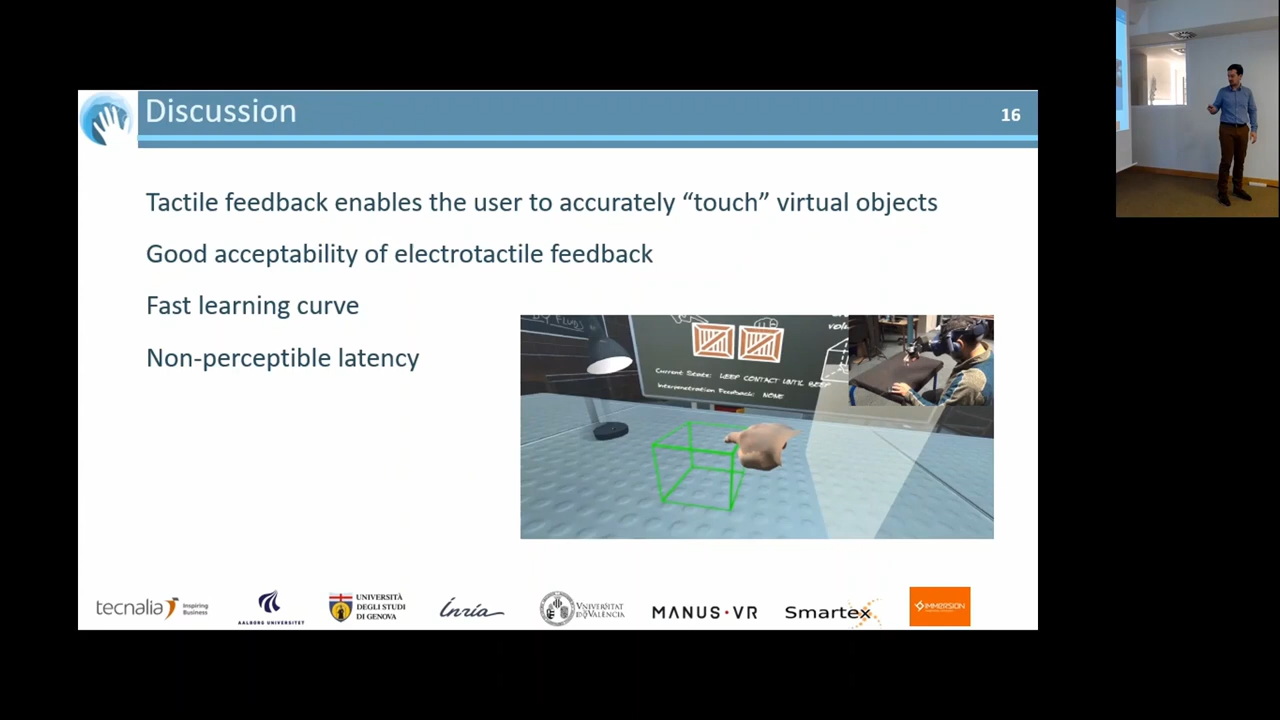 Discussion
16
Tactile feedback enables the user to accurately “touch” virtual objects
Good acceptability of electrotactile feedback
Fast learning curve
Non-perceptible latency
Current State: KEEP CONTACT UNTIL BEEP
Interpenetration Feedback: NONE
tecnalia Inspiring Business
AALBORG UNIVERSITET
UNIVERSITÀ
DEGLI STUDI
DI GENOVA
Inria
VNIVERSITAT
DE VALÈNCIA
MANUS·VR
Smartex
IMMERSION